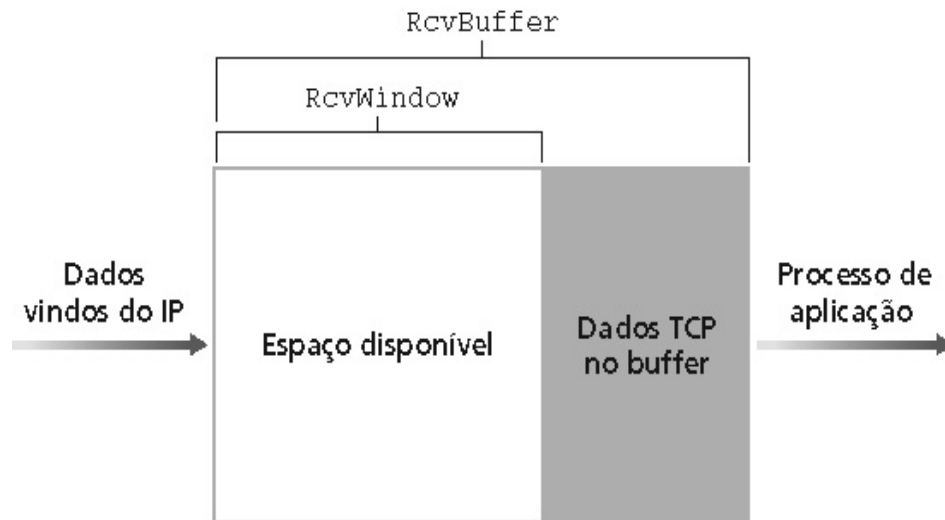 RcvBuffer
RcvWindow
Dados
vindos do IP
Espaço disponível
Dados TCP
no buffer
Processo de
aplicação